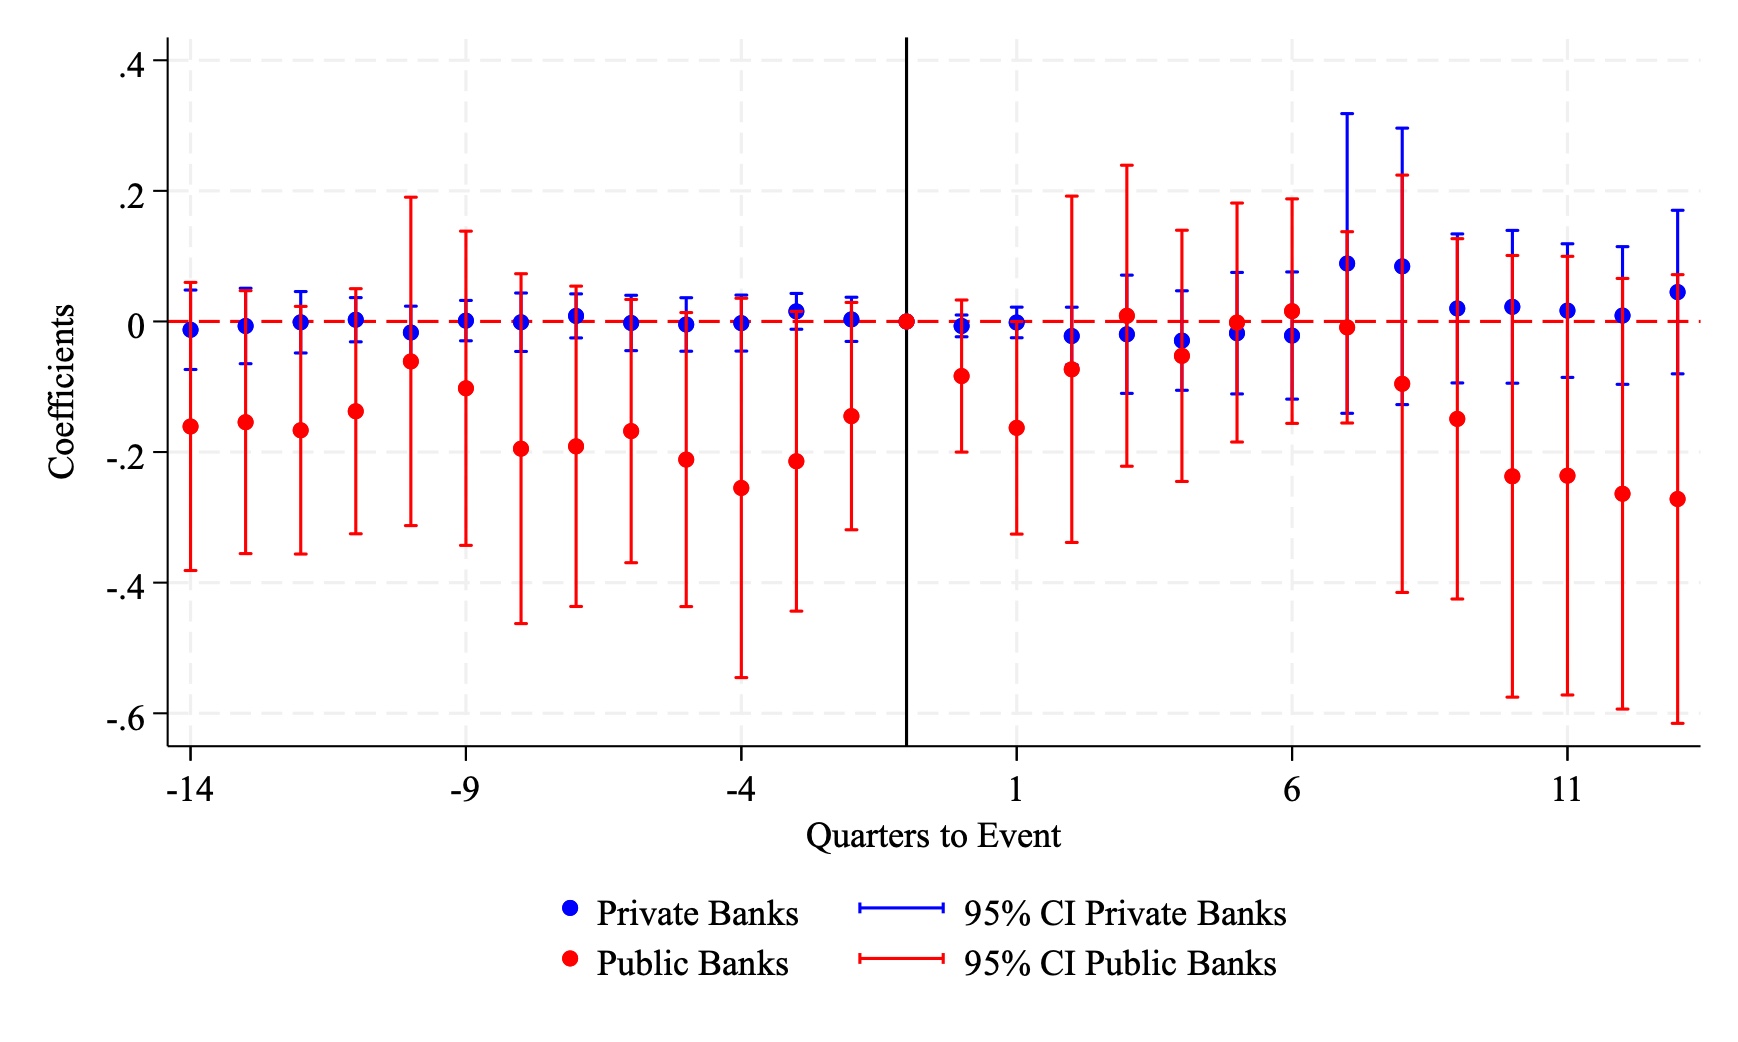 .4
.2
0
-.2
-.4
-.6
Coefficients
-14 -9 -4 1 6 11
Quarters to Event
Private Banks 95% CI Private Banks
Public Banks 95% CI Public Banks